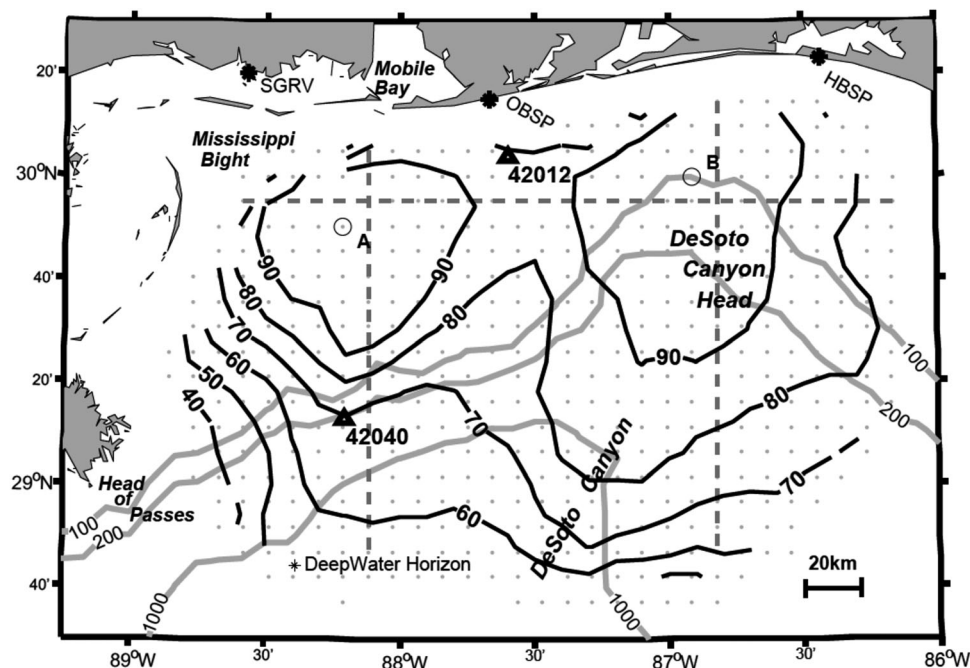 20'
SGRV
Mobile
Bay
OBSP
HBSP
Mississippi
Bight
30°N
42012
B
A
DeSoto
Canyon
Head
40'
90
90
80
80
70
60
50
40
20'
90
80
100
200
42040
70
70
60
29°N
Head
of
Passes
DeSoto Canyon
100
200
DeepWater Horizon
20km
40'
1000
1000
89°W
30'
88°W
30'
87°W
30'
86°W